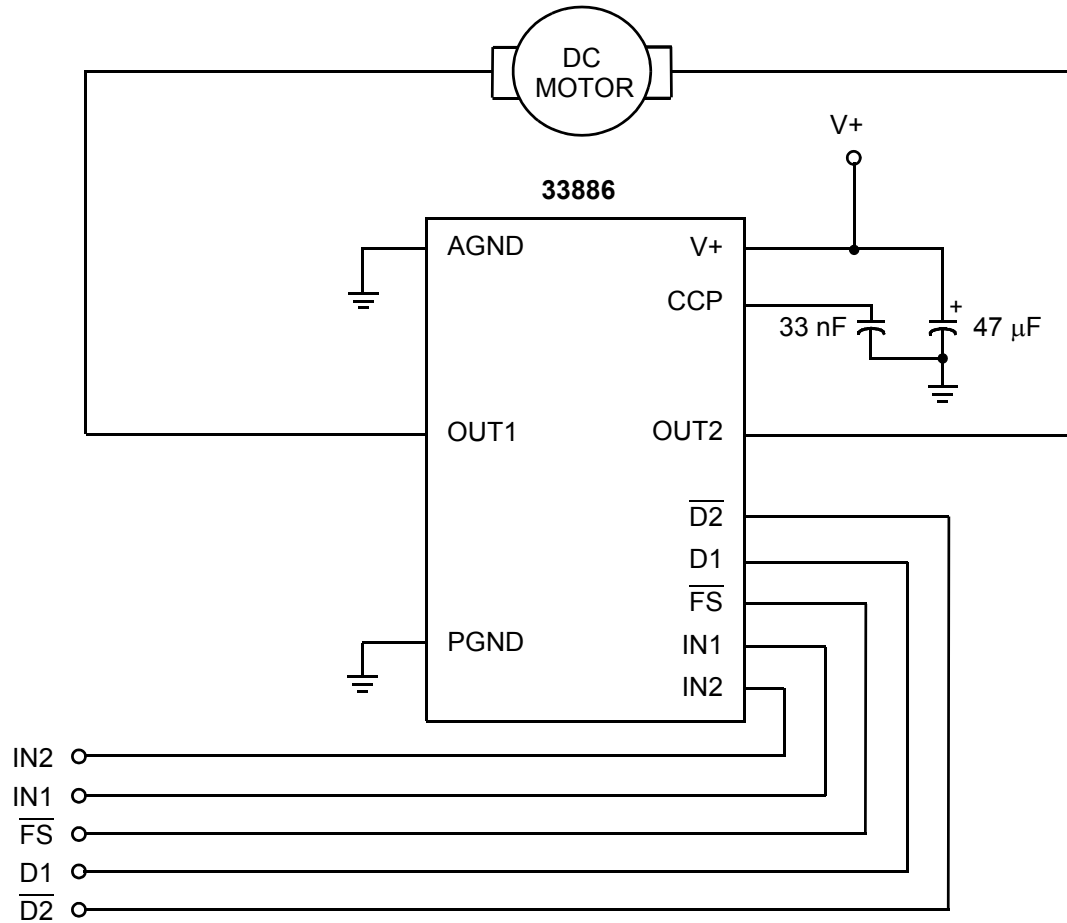 DC
MOTOR
V+
33886
AGND
V+
CCP
33 nF
+
47 μF
OUT1
OUT2
D2
D1
FS
PGND
IN1
IN2
IN2
IN1
FS
D1
D2